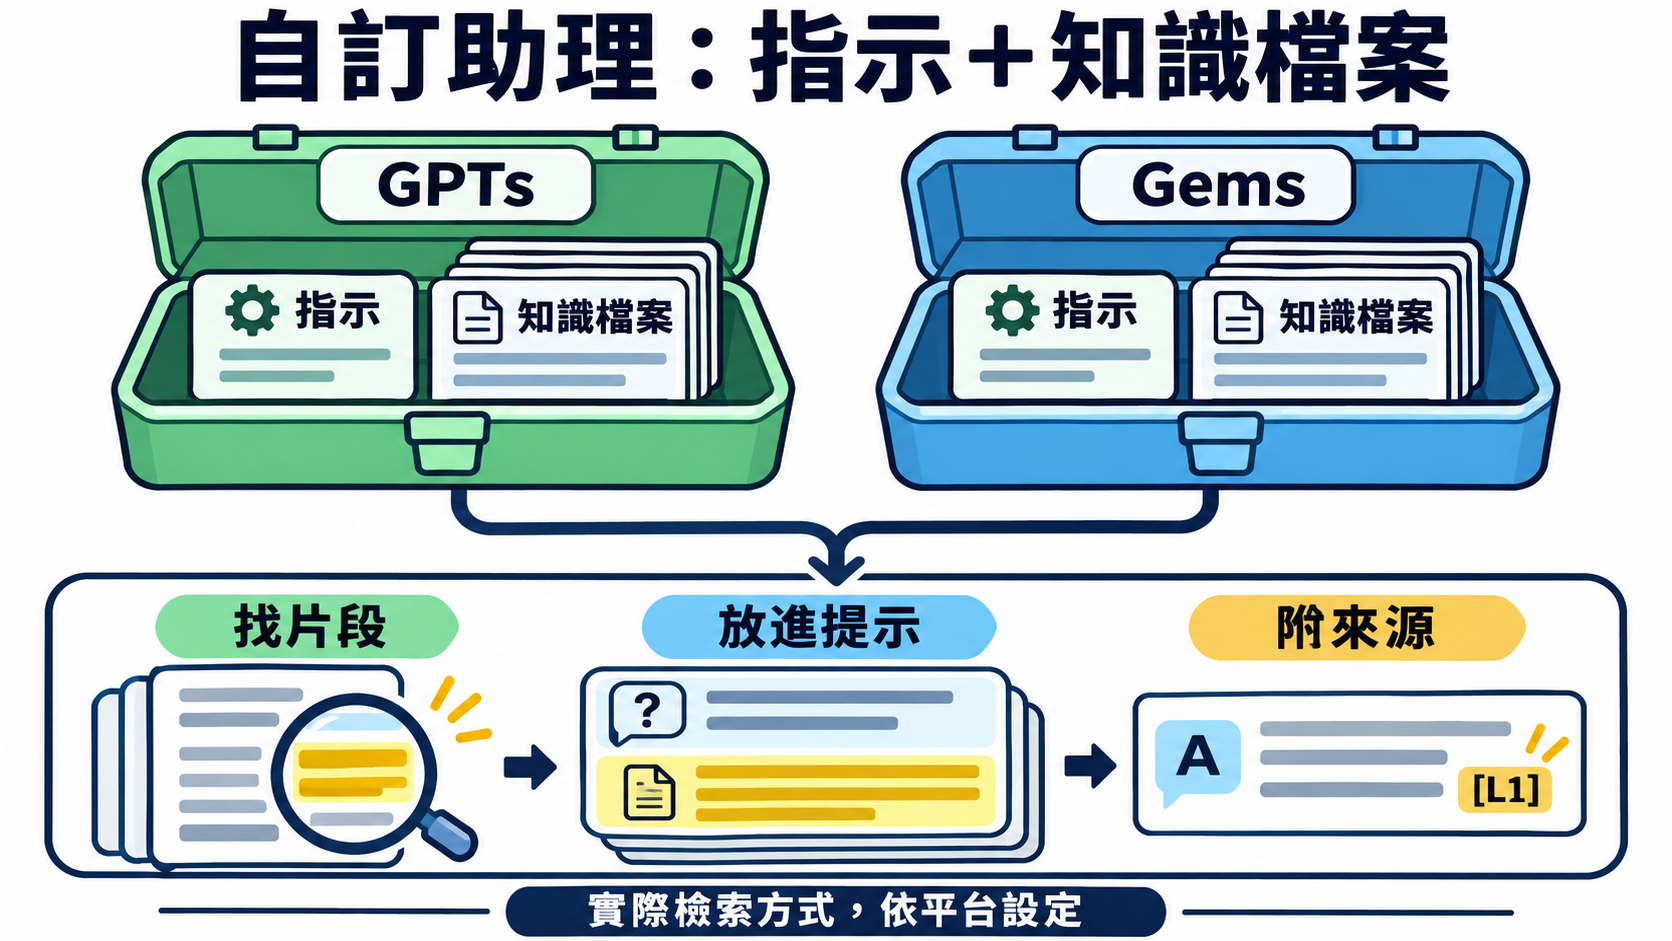 自訂助理：指示＋知識檔案
GPTs
Gems
指示
知識檔案
指示
知識檔案
找片段
放進提示
附來源
?
A
[L1]
實際檢索方式，依平台設定